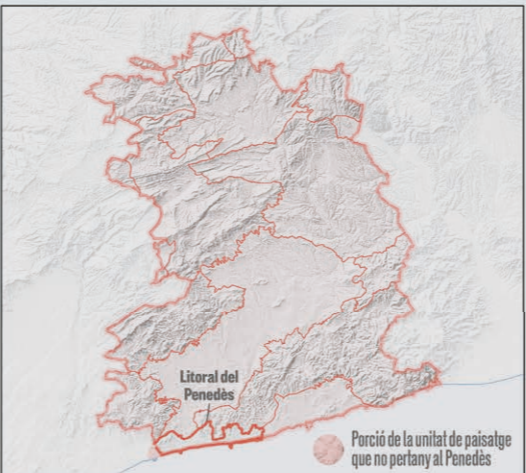 Litoral del
Penedès
Porció de la unitat de paisatge
que no pertany al Penedès